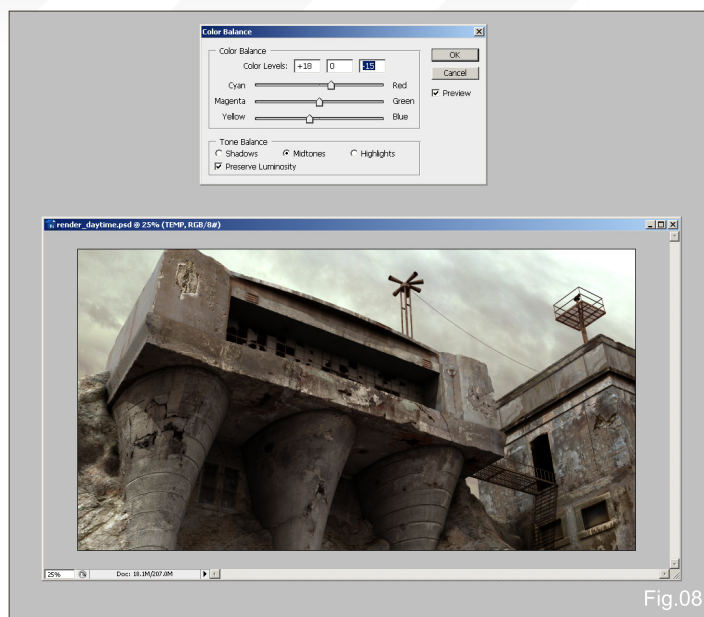 Color Balance
Color Balance
Color Levels: +18 0 -15
OK
Cancel
Preview
Cyan Red
Magenta Green
Yellow Blue
Tone Balance
Shadows Midtones Highlights
Preserve Luminosity
render_daytime.psd @ 25% (TEMP, RGB/8#)
25% Doc: 18.1M/207.0M
Fig.08